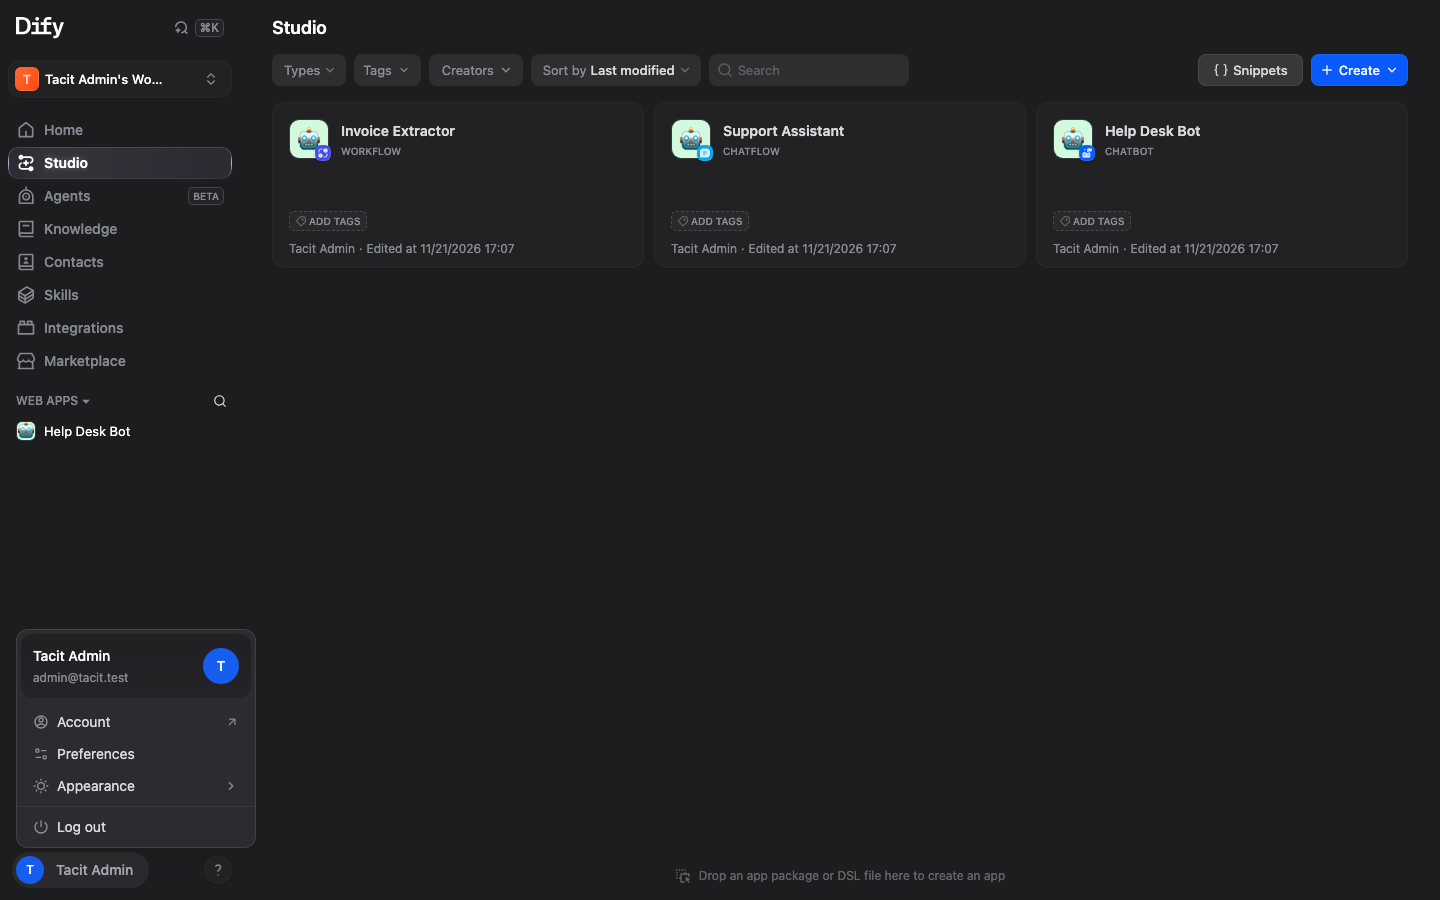 Dify
⌘K
T
Tacit Admin's Wo...
Home
Studio
Agents
BETA
Knowledge
Contacts
Skills
Integrations
Marketplace
WEB APPS
Help Desk Bot
Studio
Types
Tags
Creators
Sort by Last modified
Search
{ } Snippets
+ Create
Invoice Extractor
WORKFLOW
ADD TAGS
Tacit Admin · Edited at 11/21/2026 17:07
Support Assistant
CHATFLOW
ADD TAGS
Tacit Admin · Edited at 11/21/2026 17:07
Help Desk Bot
CHATBOT
ADD TAGS
Tacit Admin · Edited at 11/21/2026 17:07
Tacit Admin
admin@tacit.test
T
Account
Preferences
Appearance
Log out
T
Tacit Admin
?
Drop an app package or DSL file here to create an app